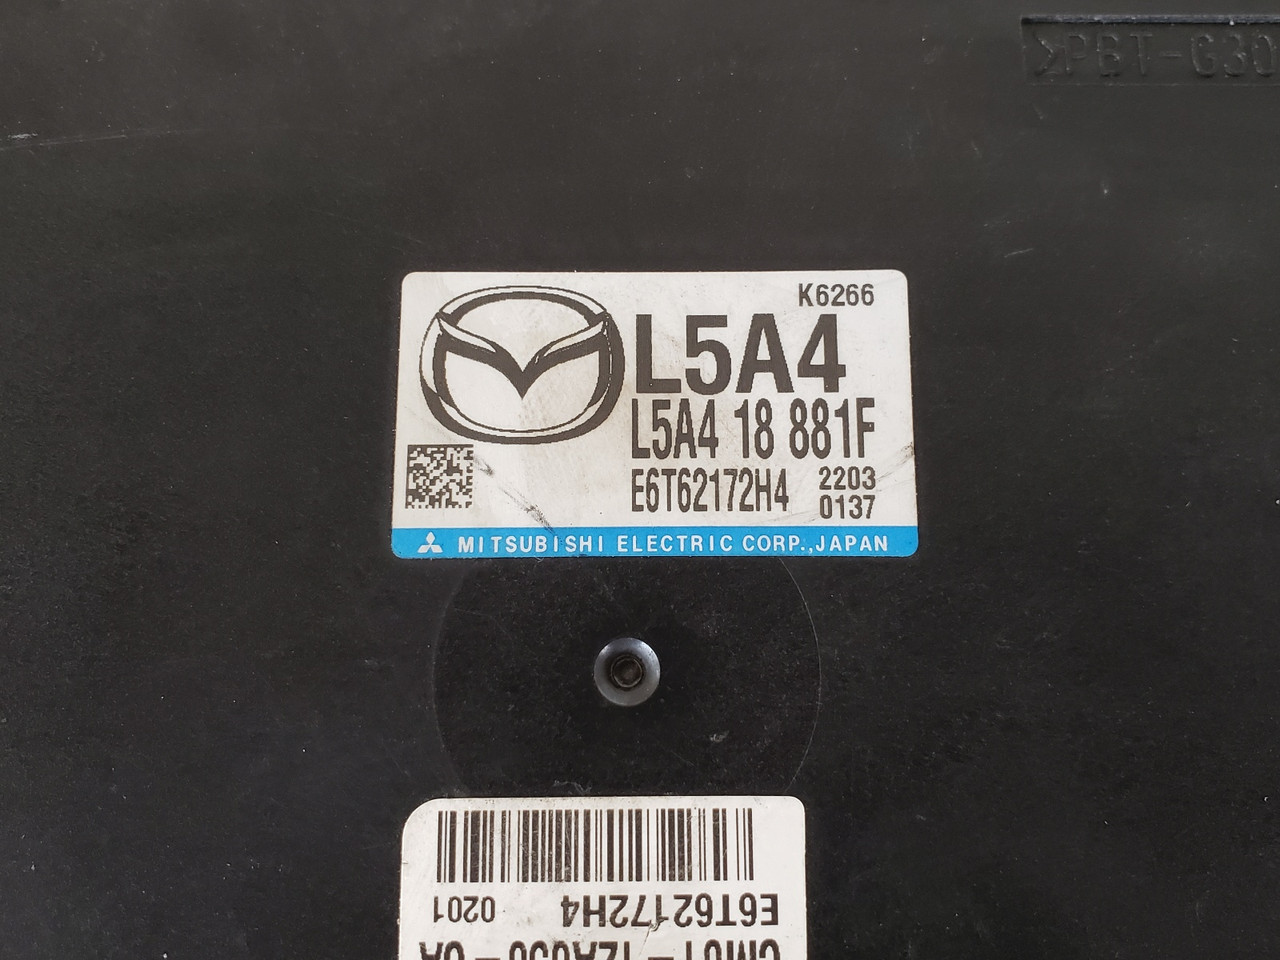 >PBT-G30
K6266
L5A4
L5A4 18 881F
E6T62172H4 2203
0137
MITSUBISHI ELECTRIC CORP.,JAPAN
E6T62172H4 0201